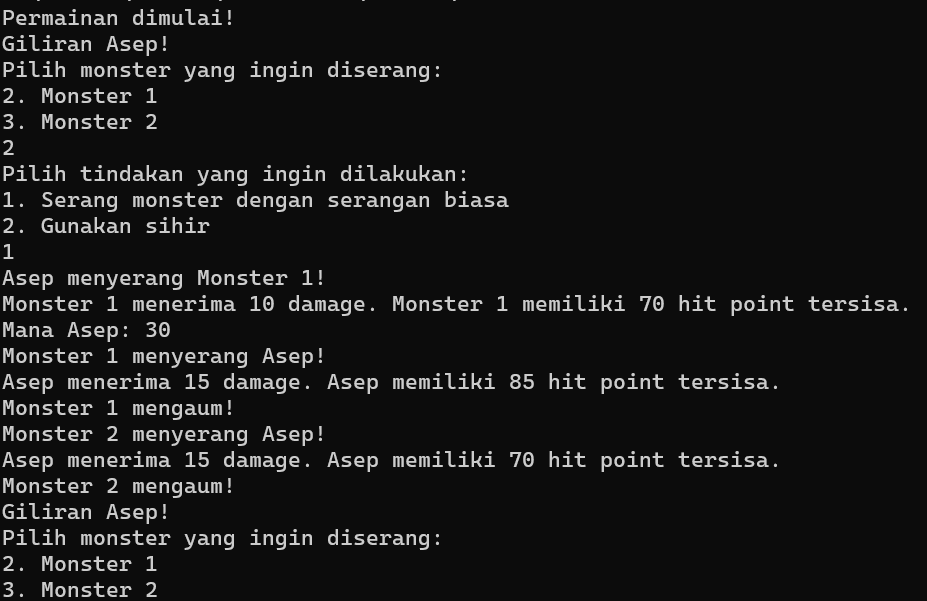 Permainan dimulai!
Giliran Asep!
Pilih monster yang ingin diserang:
2. Monster 1
3. Monster 2
2
Pilih tindakan yang ingin dilakukan:
1. Serang monster dengan serangan biasa
2. Gunakan sihir
1
Asep menyerang Monster 1!
Monster 1 menerima 10 damage. Monster 1 memiliki 70 hit point tersisa.
Mana Asep: 30
Monster 1 menyerang Asep!
Asep menerima 15 damage. Asep memiliki 85 hit point tersisa.
Monster 1 mengaum!
Monster 2 menyerang Asep!
Asep menerima 15 damage. Asep memiliki 70 hit point tersisa.
Monster 2 mengaum!
Giliran Asep!
Pilih monster yang ingin diserang:
2. Monster 1
3. Monster 2